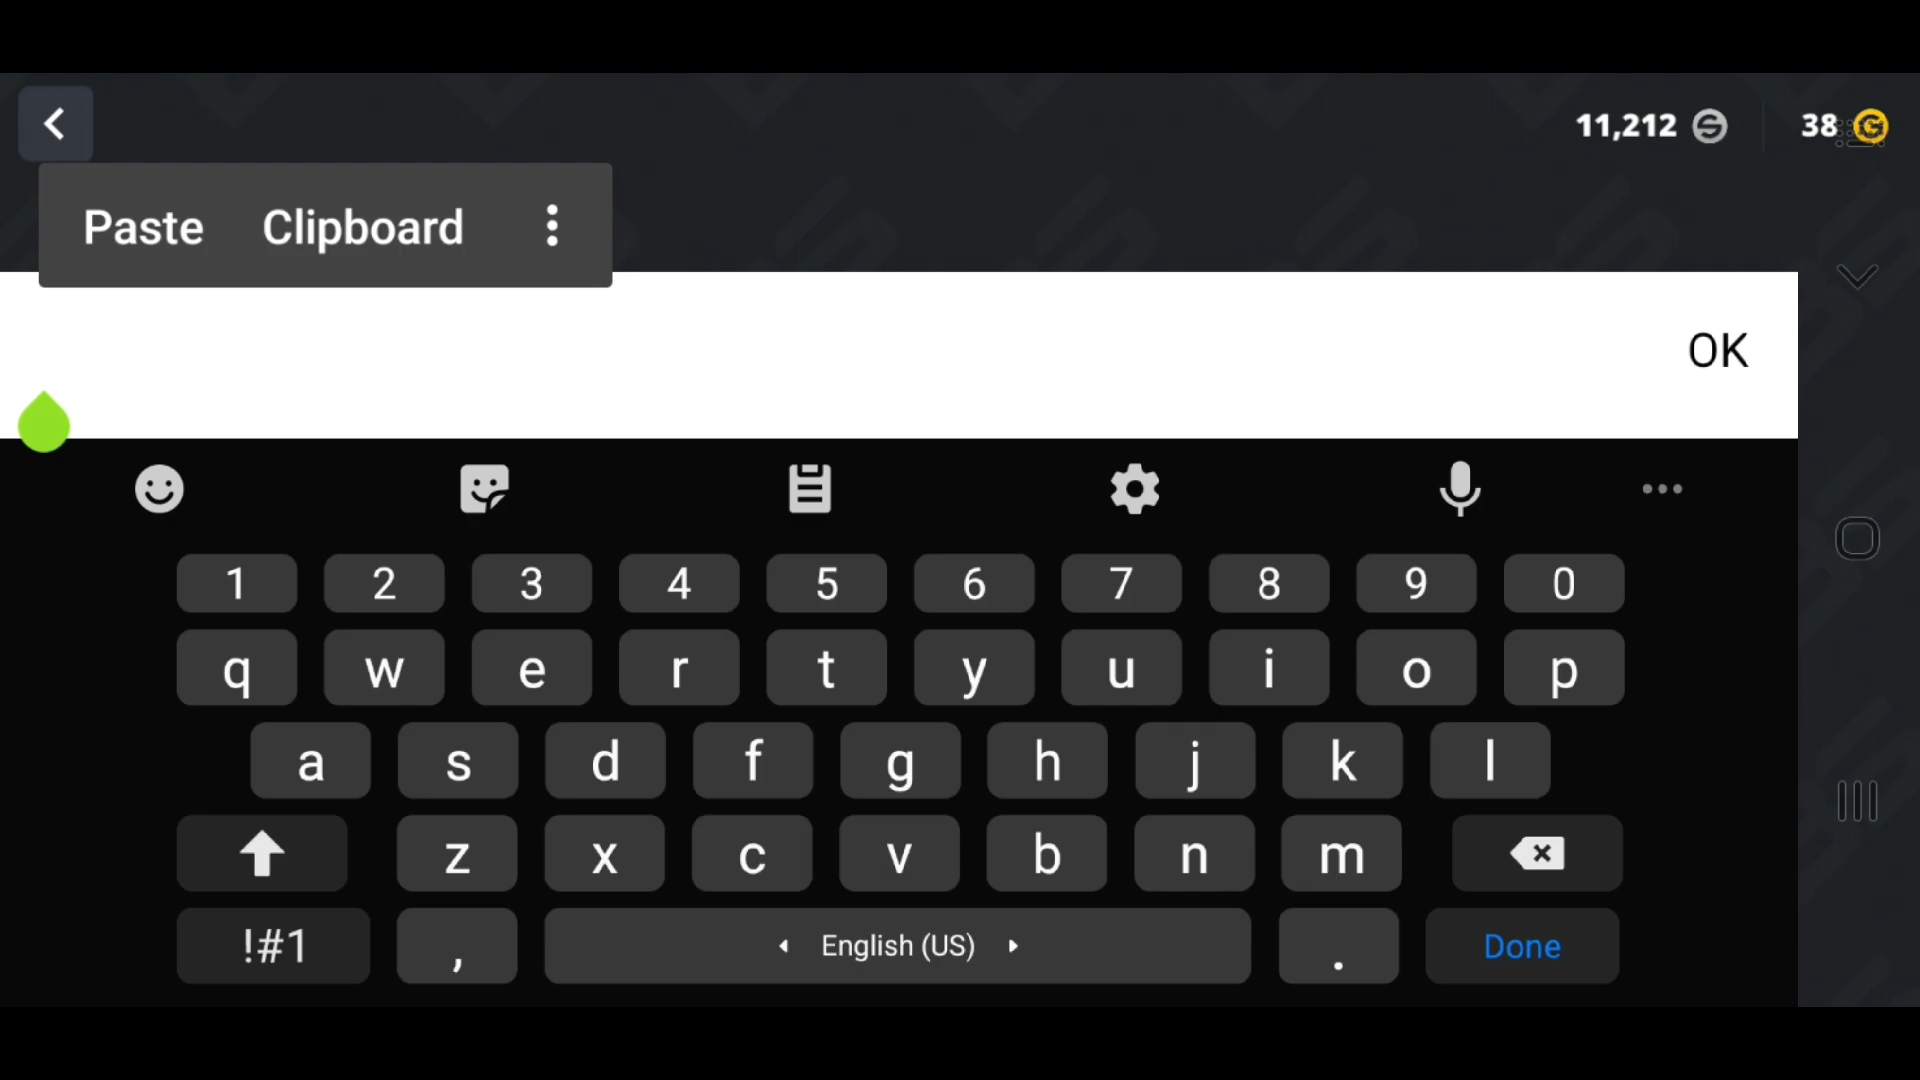 11,212 S 38 G
Paste Clipboard
OK
1 2 3 4 5 6 7 8 9 0
q w e r t y u i o p
a s d f g h j k l
z x c v b n m
!#1 , English (US) . Done